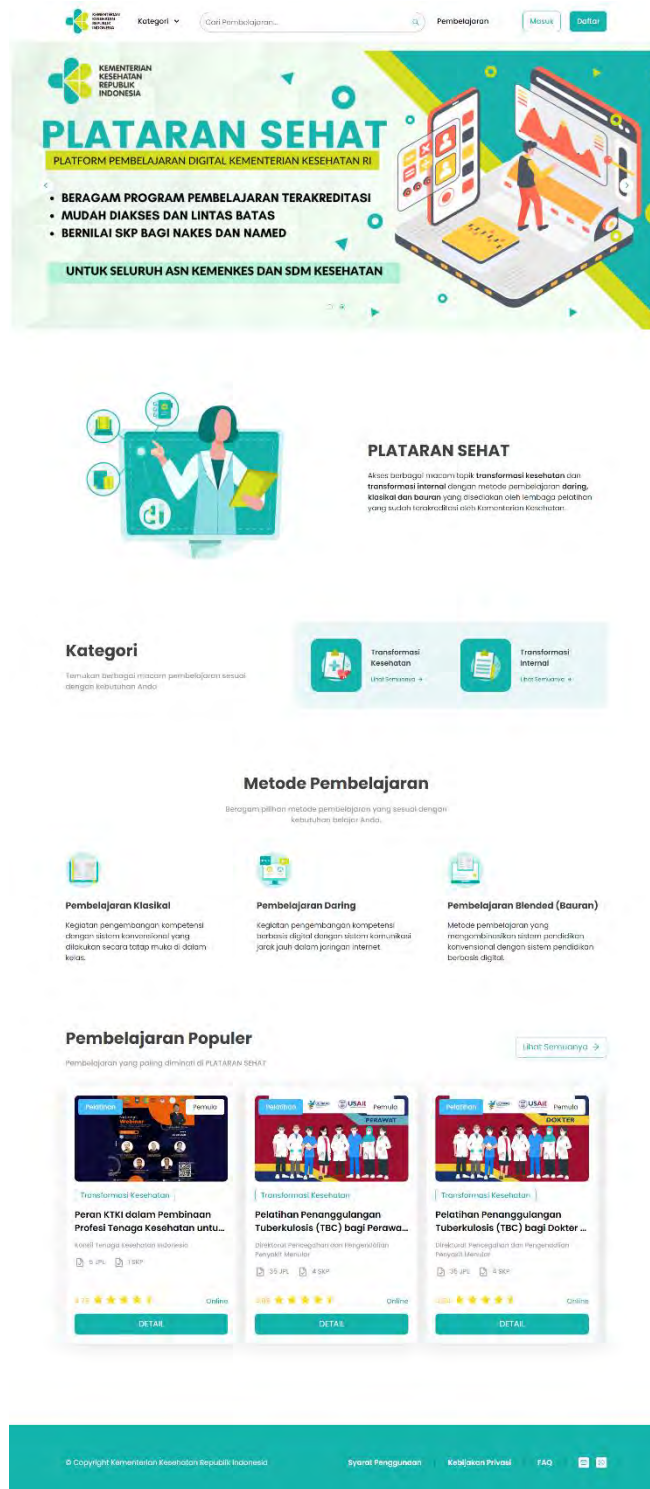 KEMENTERIAN
KESEHATAN
REPUBLIK
INDONESIA
Kategori
Cari Pembelajaran...
Pembelajaran
Masuk
Daftar
KEMENTERIAN
KESEHATAN
REPUBLIK
INDONESIA
PLATARAN SEHAT
PLATFORM PEMBELAJARAN DIGITAL KEMENTERIAN KESEHATAN RI
• BERAGAM PROGRAM PEMBELAJARAN TERAKREDITASI
• MUDAH DIAKSES DAN LINTAS BATAS
• BERNILAI SKP BAGI NAKES DAN NAMED
UNTUK SELURUH ASN KEMENKES DAN SDM KESEHATAN
PLATARAN SEHAT
Akses berbagai macam topik transformasi kesehatan dan
transformasi internal dengan metode pembelajaran daring,
klasikal dan bauran yang disediakan oleh lembaga pelatihan
yang sudah terakreditasi oleh Kementerian Kesehatan.
Kategori
Temukan berbagai macam pembelajaran sesuai
dengan kebutuhan Anda
Transformasi
Kesehatan
Lihat Semuanya →
Transformasi
Internal
Lihat Semuanya →
Metode Pembelajaran
Beragam pilihan metode pembelajaran yang sesuai dengan
kebutuhan belajar Anda.
Pembelajaran Klasikal
Kegiatan pengembangan kompetensi
dengan sistem konvensional yang
dilakukan secara tatap muka di dalam
kelas.
Pembelajaran Daring
Kegiatan pengembangan kompetensi
berbasis digital dengan sistem komunikasi
jarak jauh dalam jaringan internet
Pembelajaran Blended (Bauran)
Metode pembelajaran yang
mengombinasikan sistem pendidikan
konvensional dengan sistem pendidikan
berbasis digital.
Pembelajaran Populer
Pembelajaran yang paling diminati di PLATARAN SEHAT
Lihat Semuanya →
Pelatihan
Pemula
Webinar
Transformasi Kesehatan
Peran KTKI dalam Pembinaan
Profesi Tenaga Kesehatan untu...
Konsil Tenaga Kesehatan Indonesia
5 JPL
1 SKP
Online
DETAIL
Pelatihan
USAID
Pemula
PERAWAT
Transformasi Kesehatan
Pelatihan Penanggulangan
Tuberkulosis (TBC) bagi Perawa...
Direktorat Pencegahan dan Pengendalian
Penyakit Menular
35 JPL
4 SKP
Online
DETAIL
Pelatihan
USAID
Pemula
DOKTER
Transformasi Kesehatan
Pelatihan Penanggulangan
Tuberkulosis (TBC) bagi Dokter ...
Direktorat Pencegahan dan Pengendalian
Penyakit Menular
35 JPL
4 SKP
Online
DETAIL
© Copyright Kementerian Kesehatan Republik Indonesia
Syarat Penggunaan
Kebijakan Privasi
FAQ